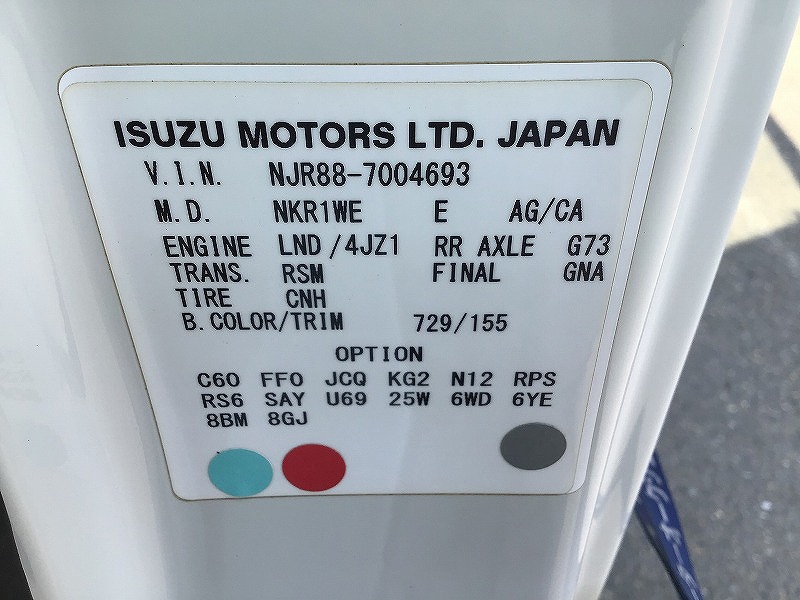 ISUZU MOTORS LTD. JAPAN
V.I.N. NJR88-7004693
M.D. NKR1WE E AG/CA
ENGINE LND/4JZ1 RR AXLE G73
TRANS. RSM FINAL GNA
TIRE CNH
B.COLOR/TRIM 729/155
OPTION
C60 FF0 JCQ KG2 N12 RPS
RS6 SAY U69 25W 6WD 6YE
8BM 8GJ